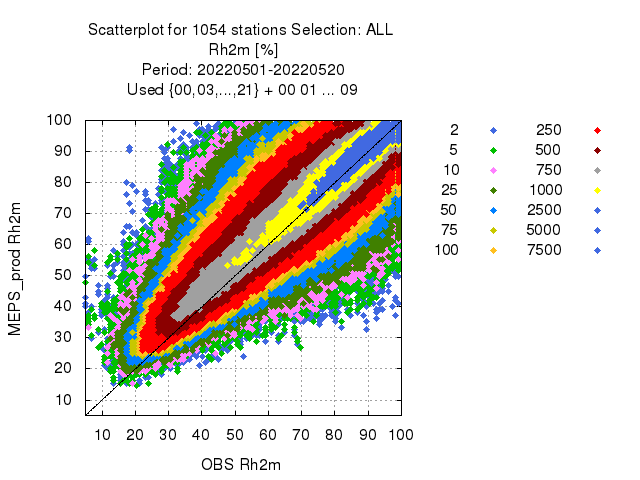 Scatterplot for 1054 stations Selection: ALL
Rh2m [%]
Period: 20220501-20220520
Used {00,03,...,21} + 00 01 ... 09
MEPS_prod Rh2m
100
90
80
70
60
50
40
30
20
10
10 20 30 40 50 60 70 80 90 100
OBS Rh2m
2 250
5 500
10 750
25 1000
50 2500
75 5000
100 7500